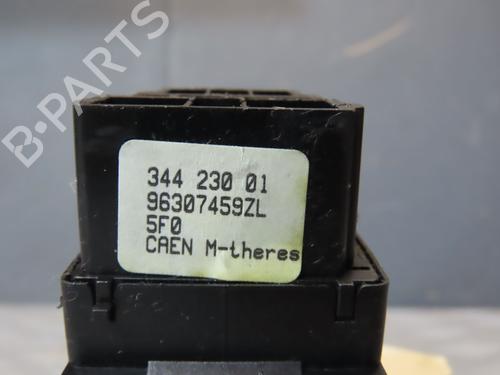 B-PARTS
344 230 01
96307459ZL
5F0
CAEN M-theres